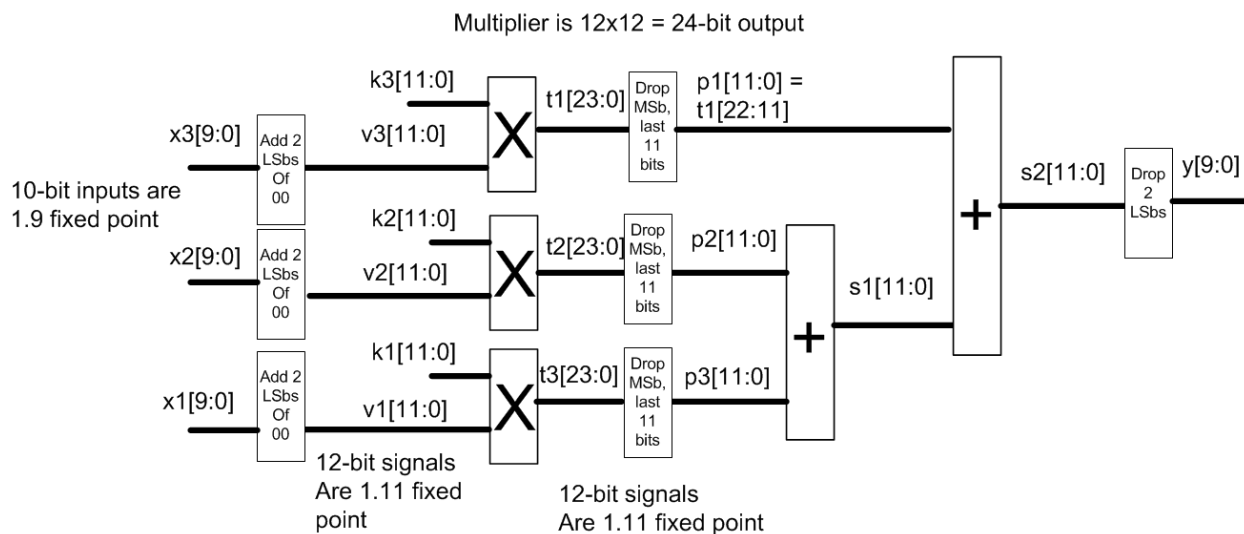 Multiplier is 12x12 = 24-bit output
k3[11:0]
t1[23:0]
Drop
MSb,
last
11
bits
p1[11:0] =
t1[22:11]
x3[9:0]
Add 2
LSbs
Of
00
v3[11:0]
X
10-bit inputs are
1.9 fixed point
s2[11:0]
Drop
2
LSbs
y[9:0]
+
k2[11:0]
x2[9:0]
Add 2
LSbs
Of
00
v2[11:0]
X
t2[23:0]
Drop
MSb,
last
11
bits
p2[11:0]
s1[11:0]
+
k1[11:0]
x1[9:0]
Add 2
LSbs
Of
00
v1[11:0]
X
t3[23:0]
Drop
MSb,
last
11
bits
p3[11:0]
12-bit signals
Are 1.11 fixed
point
12-bit signals
Are 1.11 fixed point